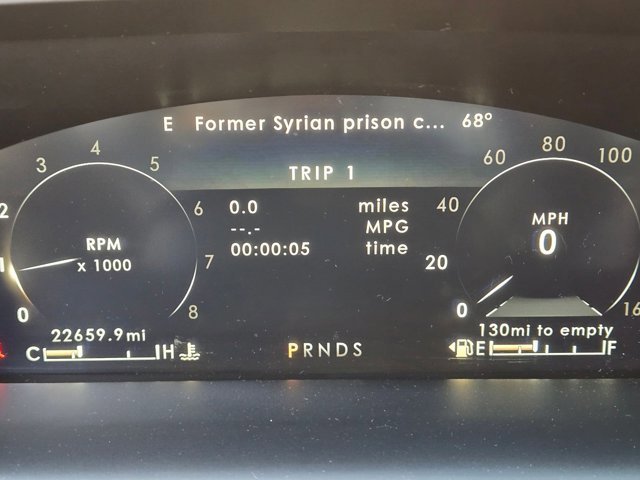 E Former Syrian prison c... 68°
TRIP 1
0.0 miles
--.- MPG
00:00:05 time
0 1 2 3 4 5 6 7 8
RPM
x 1000
0 20 40 60 80 100
MPH
0
22659.9mi
130mi to empty
C H
PRNDS
E F